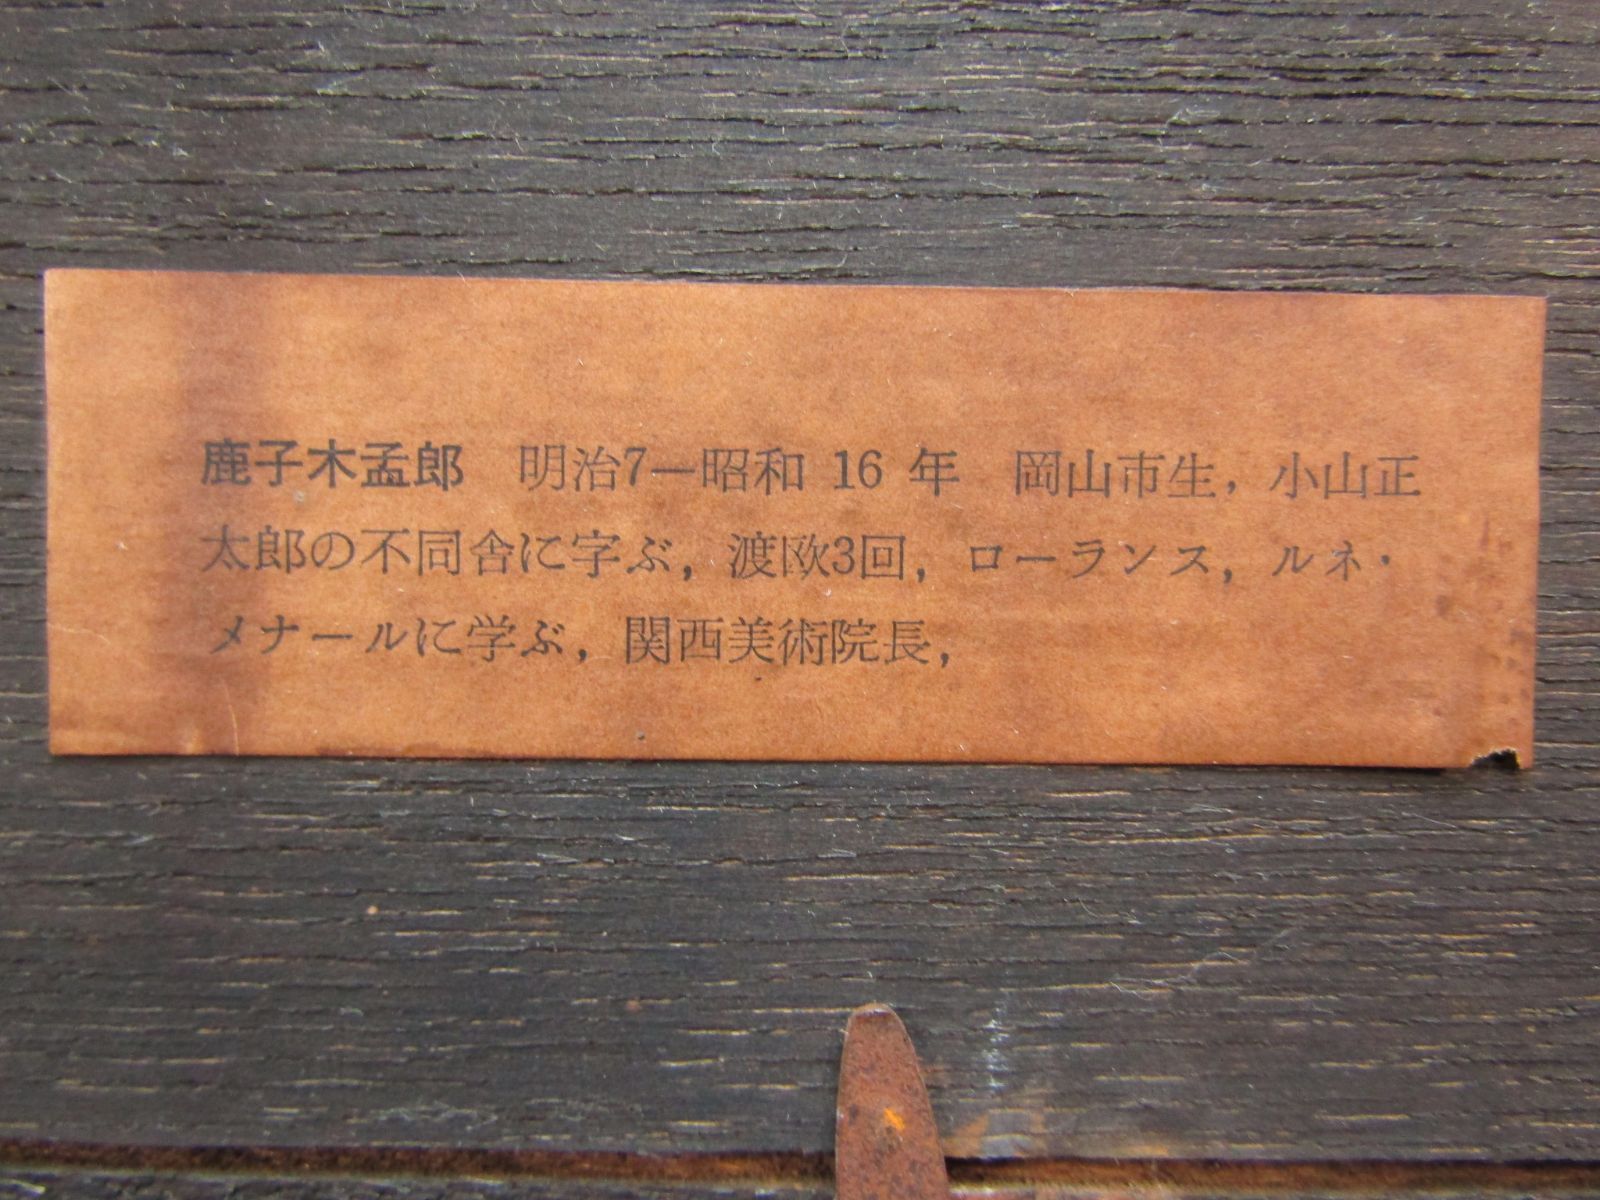 鹿子木孟郎　明治7―昭和 16 年　岡山市生，小山正
太郎の不同舎に字ぶ，渡欧3回，ローランス，ルネ・
メナールに学ぶ，関西美術院長，